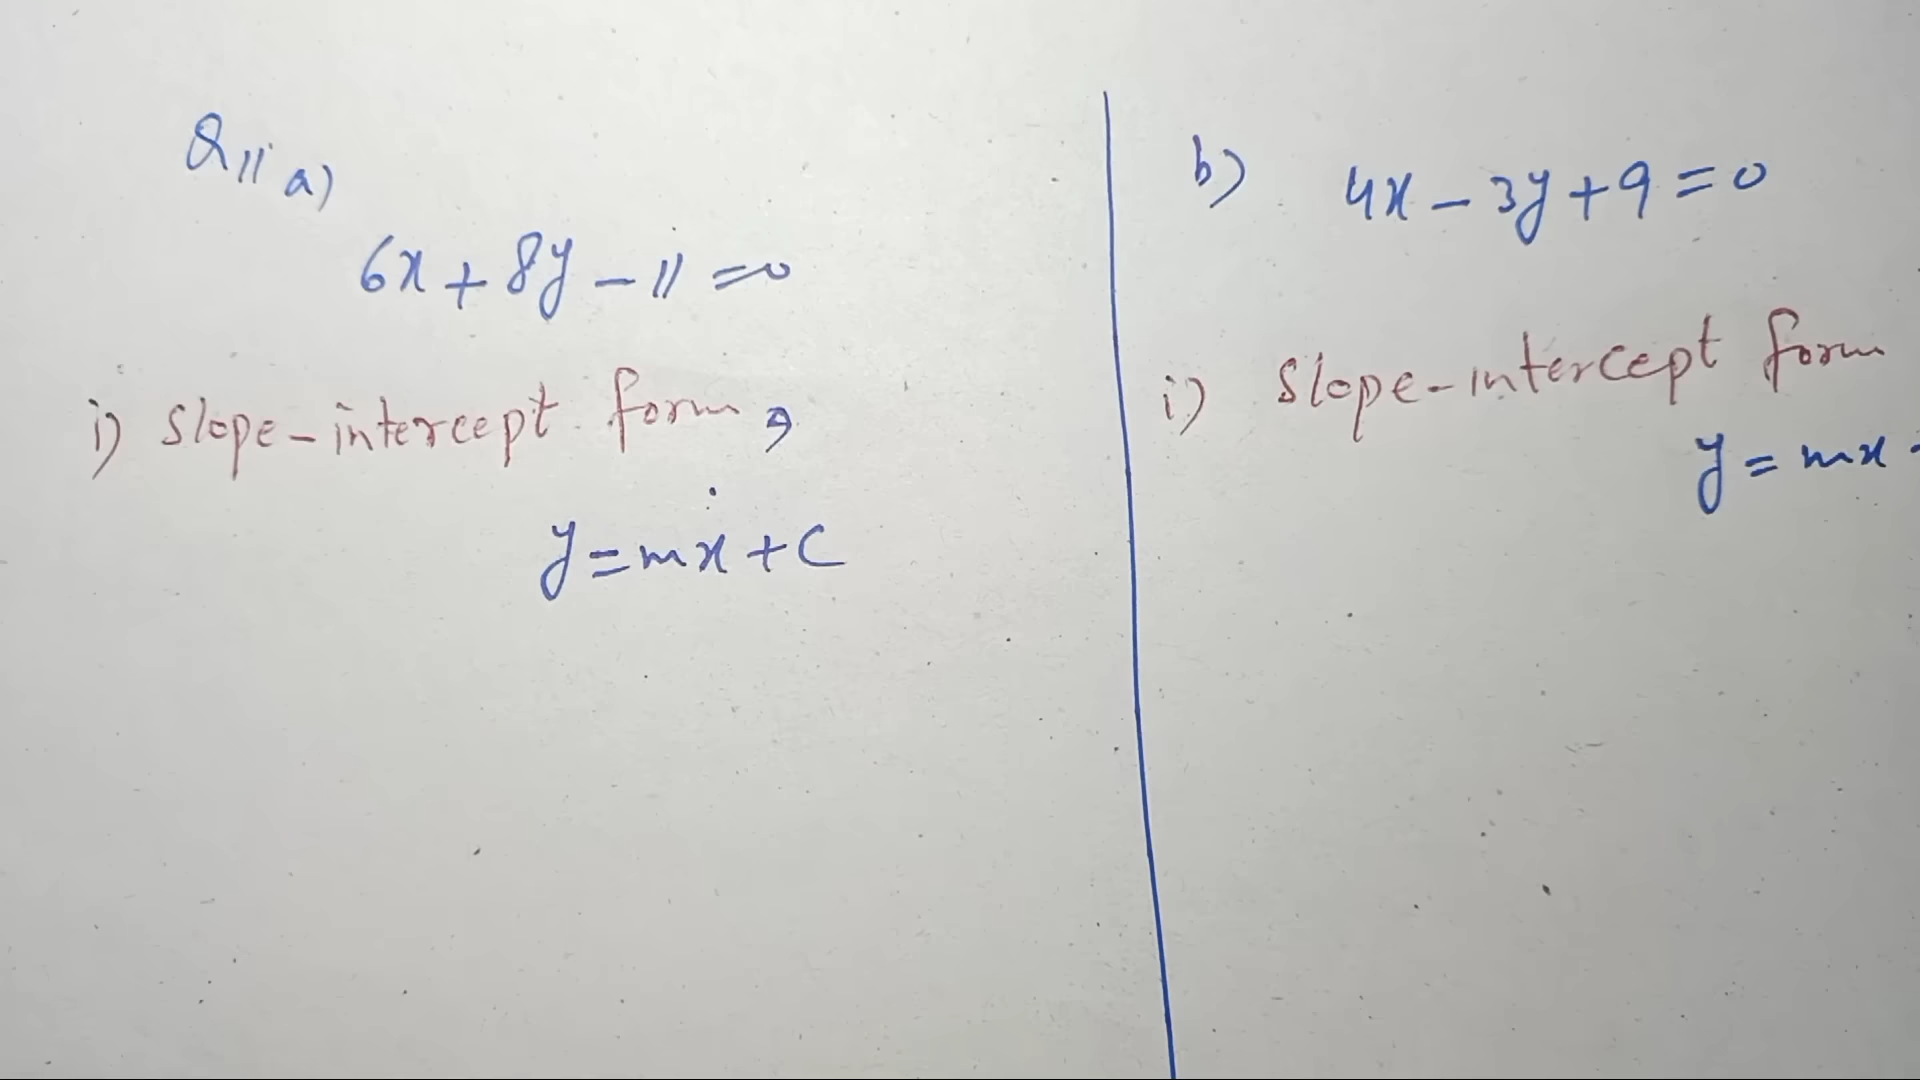 Q11 a)
6x + 8y - 11 = 0
i) Slope-intercept form,
y = mx + c
b) 4x - 3y + 9 = 0
i) Slope-intercept form
y = mx